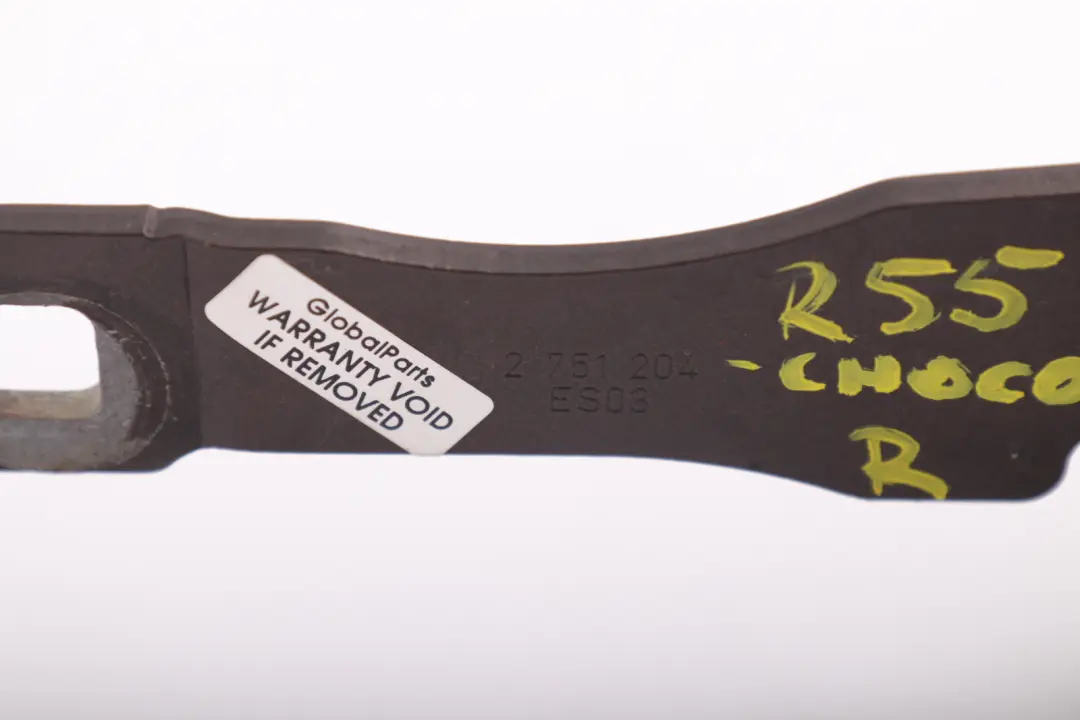 GlobalParts
WARRANTY VOID
IF REMOVED
2 751 204
ES03
R55
-CHOCO
R